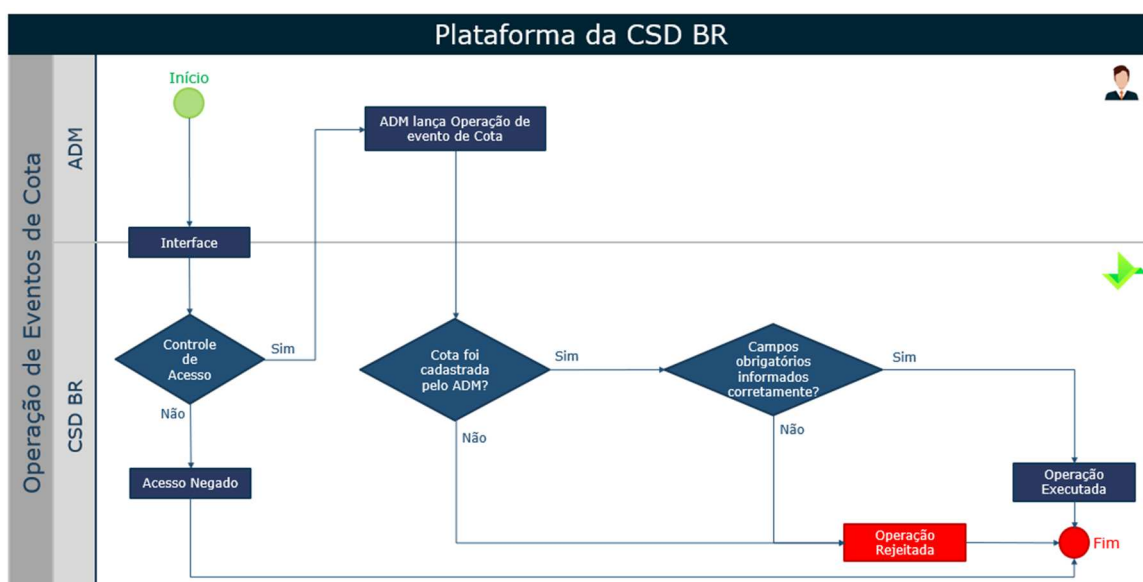 Plataforma da CSD BR
Operação de Eventos de Cota
ADM
Início
ADM lança Operação de
evento de Cota
Interface
CSD BR
Controle
de
Acesso
Sim
Não
Cota foi
cadastrada
pelo ADM?
Sim
Não
Campos
obrigatórios
informados
corretamente?
Sim
Não
Acesso Negado
Operação
Executada
Operação
Rejeitada
Fim